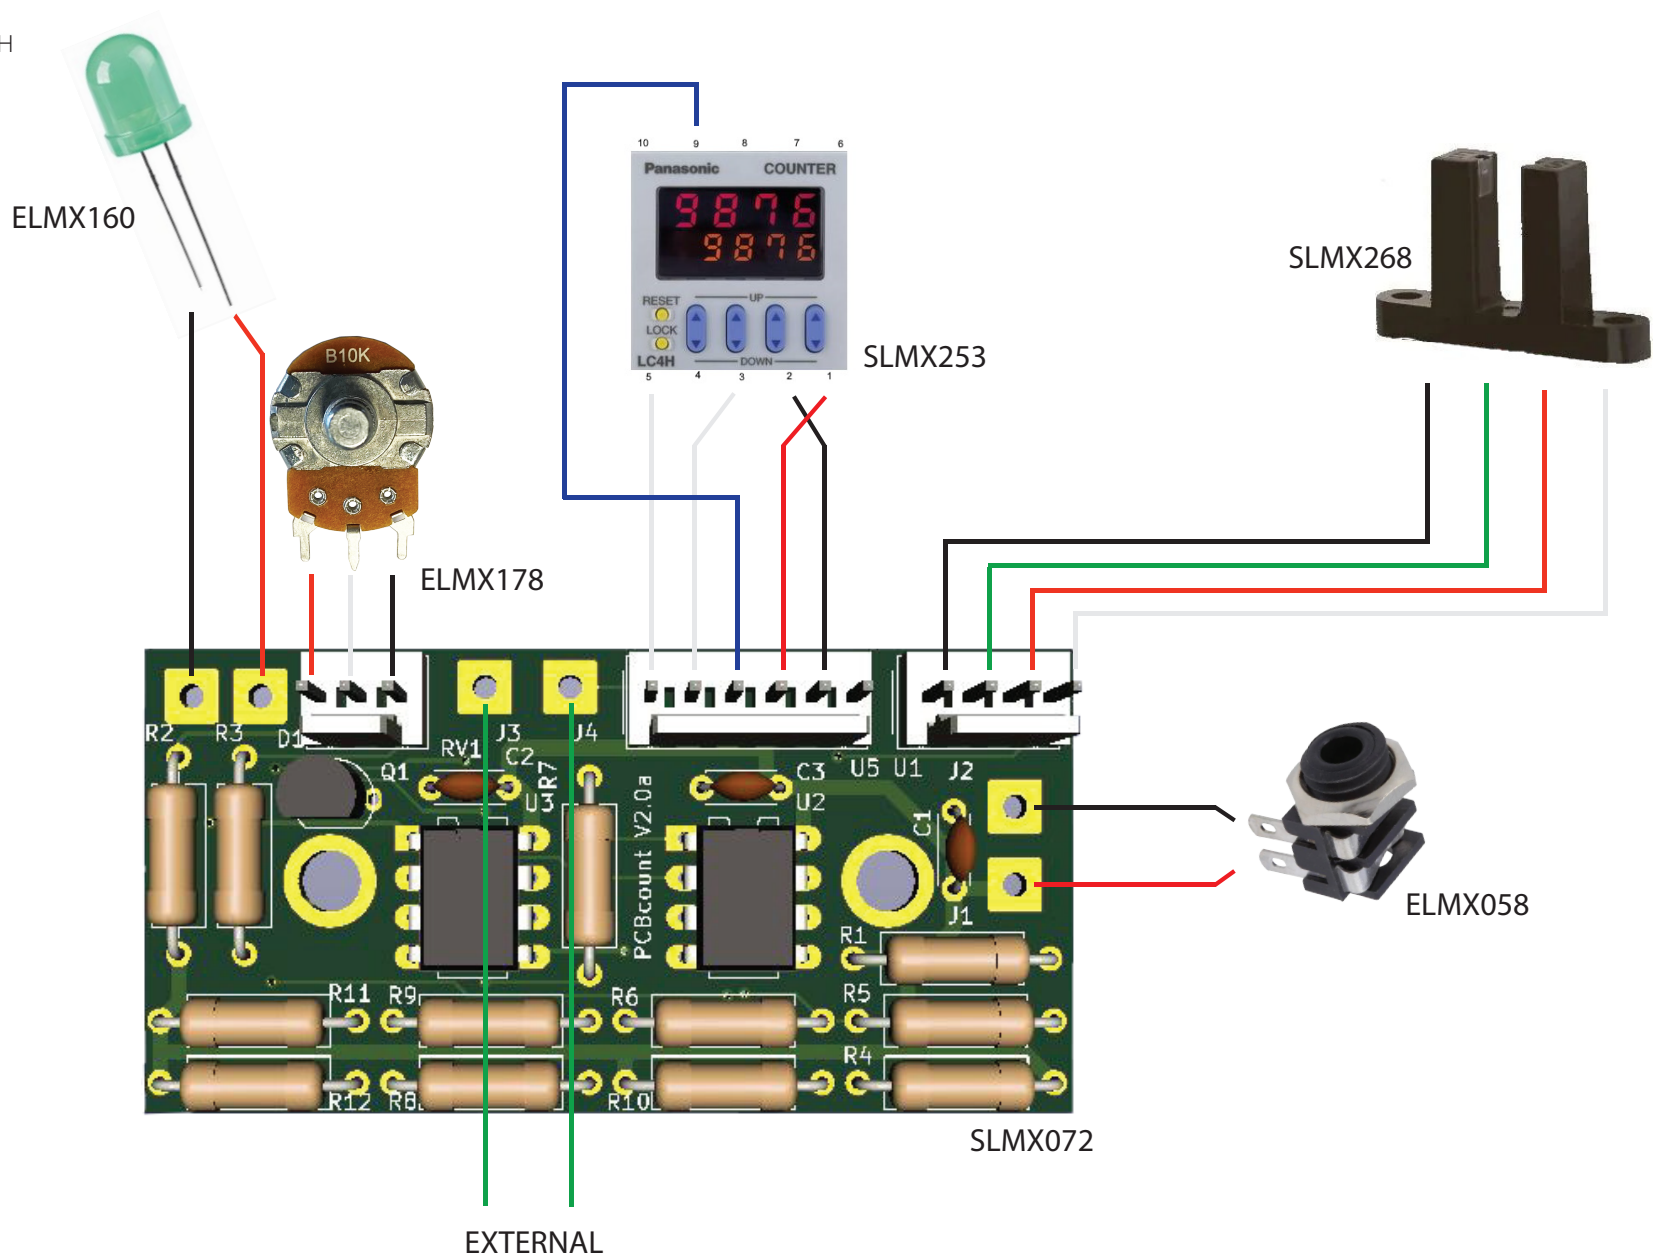 H
ELMX160
B10K
ELMX178
10 9 8 7 6
Panasonic COUNTER
9876
9876
RESET UP
LOCK
LC4H DOWN
5 4 3 2 1
SLMX253
SLMX268
R2 R3 D1 J3 J4
RV1 C2
Q1 R7 C3 U5 U1 J2
U3 U2
PCBcount V2.0a
C1
J1
ELMX058
R1
R11 R9 R6 R5
R4
R12 R8 R10
SLMX072
EXTERNAL